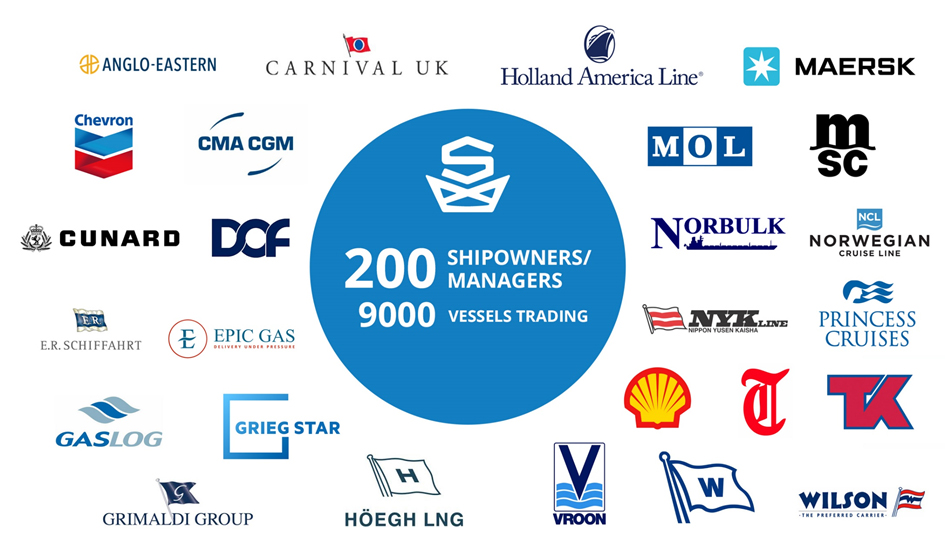 ANGLO-EASTERN
CARNIVAL UK
Holland America Line®
MAERSK
Chevron
CMA CGM
MOL
m
sc
CUNARD
DOF
200 SHIPOWNERS/
MANAGERS
9000 VESSELS TRADING
NORBULK
NCL
NORWEGIAN
CRUISE LINE
E R
E.R. SCHIFFAHRT
E
EPIC GAS
DELIVERY UNDER PRESSURE
NYK LINE
NIPPON YUSEN KAISHA
PRINCESS
CRUISES
GASLOG
GRIEG STAR
T
TK
G
GRIMALDI GROUP
H
HÖEGH LNG
V
VROON
W
WILSON
- THE PREFERRED CARRIER -